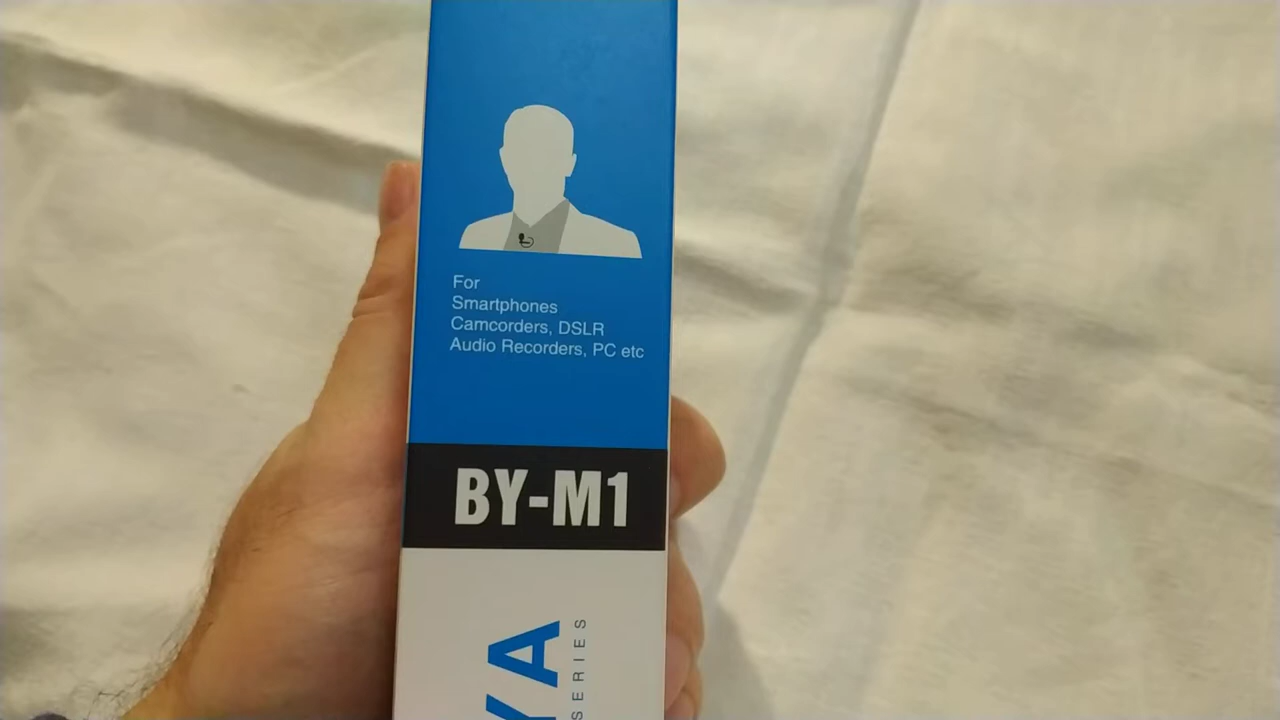 For
Smartphones
Camcorders, DSLR
Audio Recorders, PC etc
BY-M1
YA
SERIES